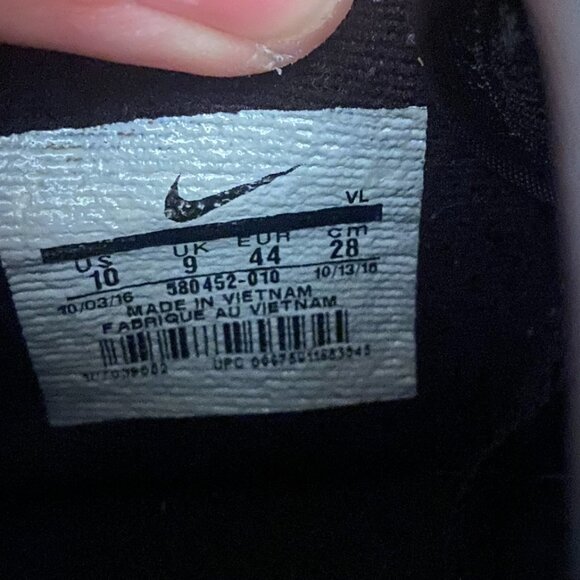 VL
US UK EUR cm
10 9 44 28
580452-010
10/03/16 10/13/16
MADE IN VIETNAM
FABRIQUE AU VIETNAM
UPC